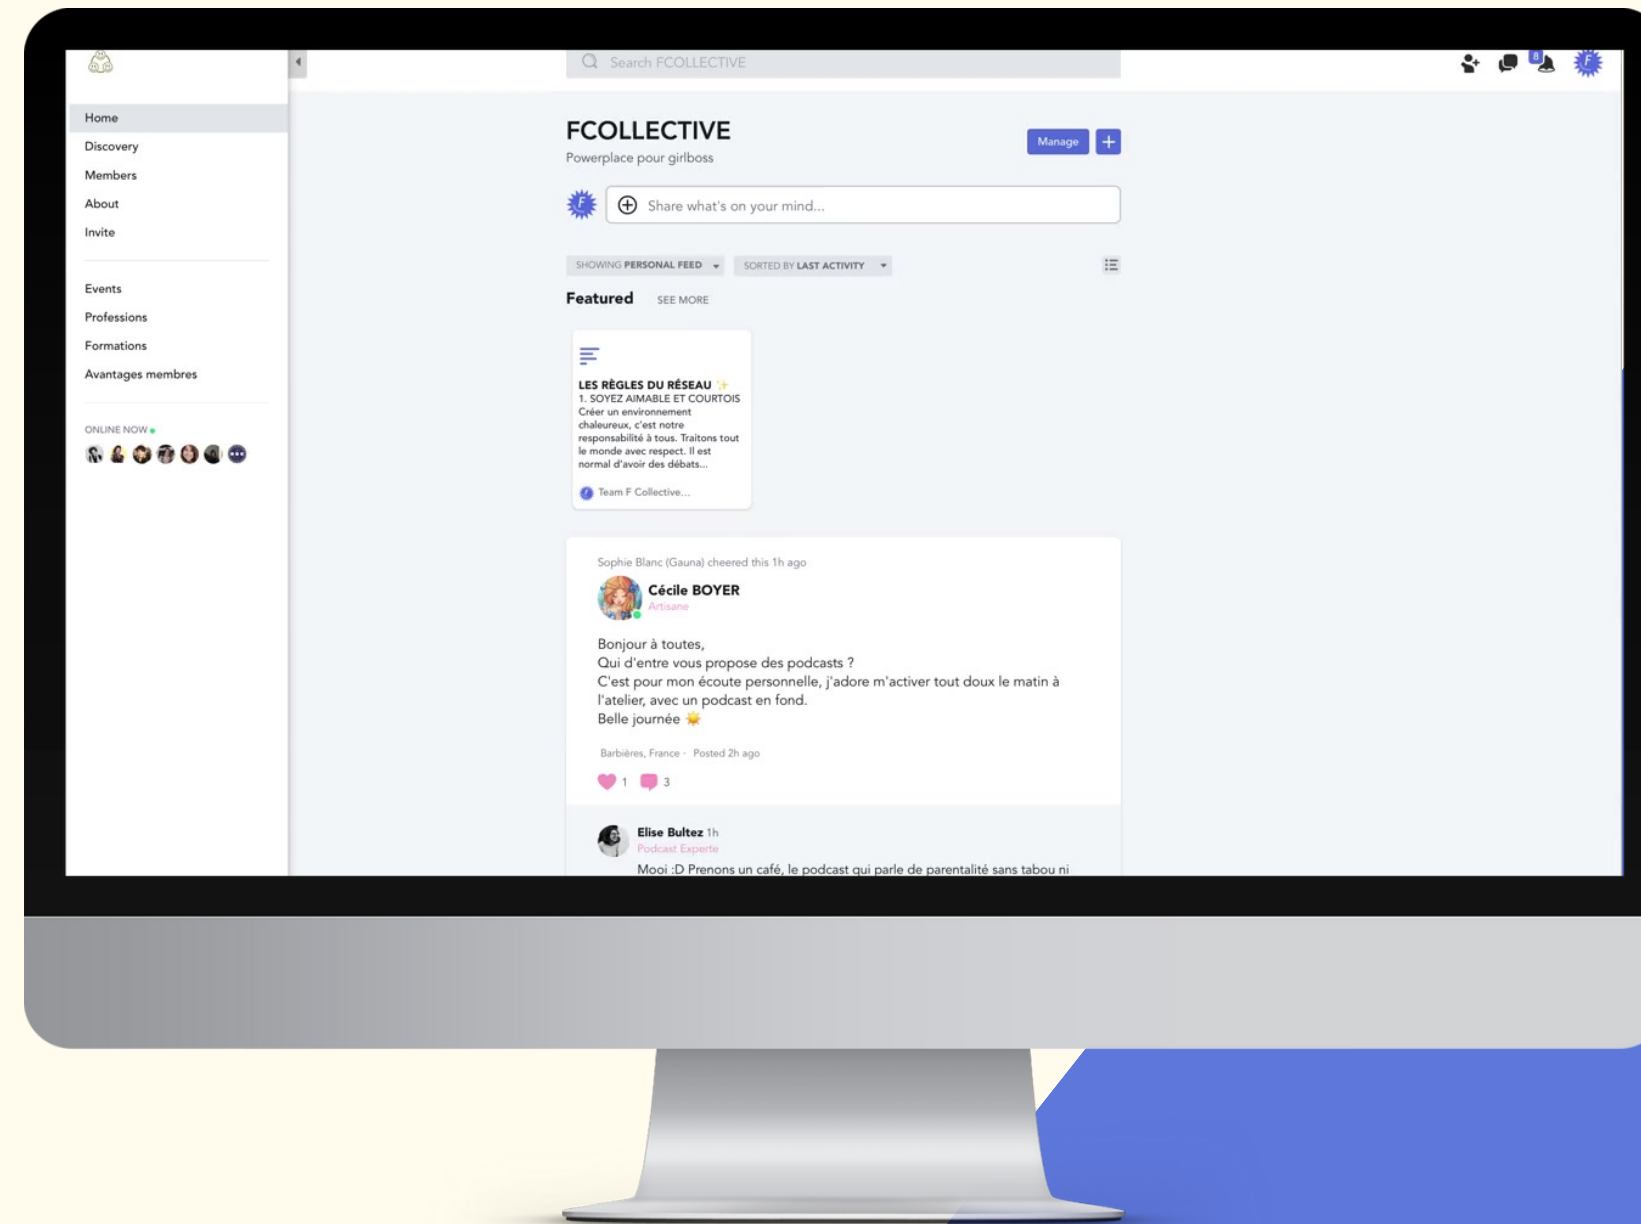 Search FCOLLECTIVE
8
F
Home
Discovery
Members
About
Invite
Events
Professions
Formations
Avantages membres
ONLINE NOW
FCOLLECTIVE
Powerplace pour girlboss
Manage
F
Share what's on your mind...
SHOWING PERSONAL FEED
SORTED BY LAST ACTIVITY
Featured
SEE MORE
LES RÈGLES DU RÉSEAU ✨
1. SOYEZ AIMABLE ET COURTOIS
Créer un environnement
chaleureux, c'est notre
responsabilité à tous. Traitons tout
le monde avec respect. Il est
normal d'avoir des débats...
Team F Collective...
Sophie Blanc (Gauna) cheered this 1h ago
Cécile BOYER
Artisane
Bonjour à toutes,
Qui d'entre vous propose des podcasts ?
C'est pour mon écoute personnelle, j'adore m'activer tout doux le matin à
l'atelier, avec un podcast en fond.
Belle journée ☀️
Barbières, France · Posted 2h ago
1
3
Elise Bultez 1h
Podcast Experte
Mooi :D Prenons un café, le podcast qui parle de parentalité sans tabou ni